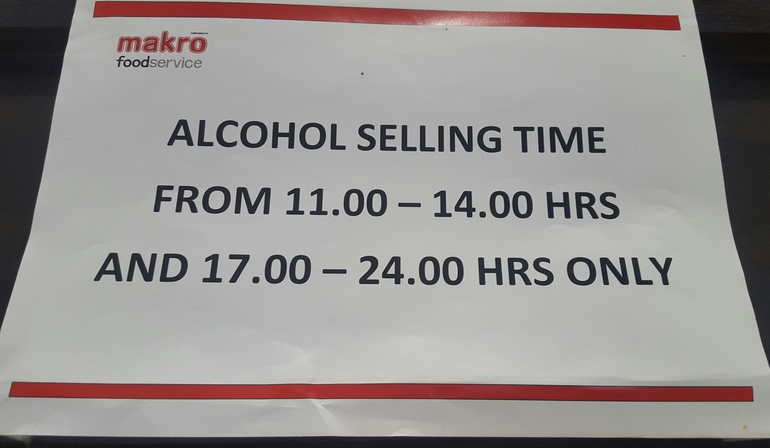 makro
foodservice
ALCOHOL SELLING TIME
FROM 11.00 – 14.00 HRS
AND 17.00 – 24.00 HRS ONLY